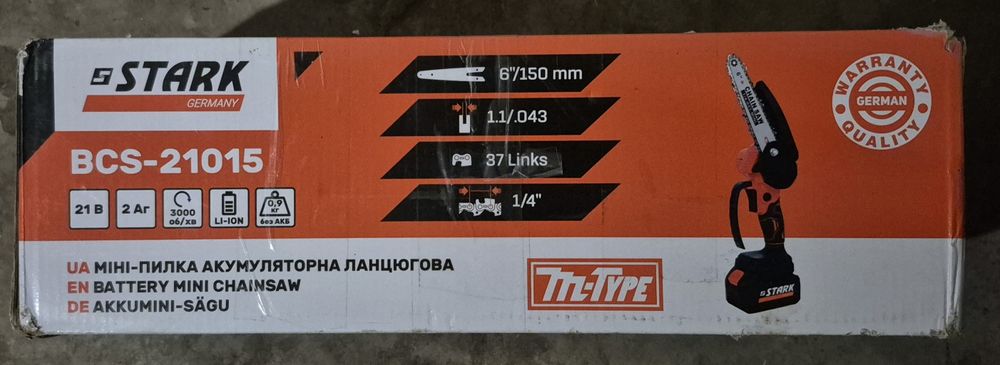 STARK
GERMANY
BCS-21015
21 В
2 Аг
3000
об/хв
LI-ION
0,9
кг
без АКБ
6"/150 mm
1.1/.043
37 Links
1/4"
CHAIN SAW
STARK
WARRANTY
GERMAN
QUALITY
UA МІНІ-ПИЛКА АКУМУЛЯТОРНА ЛАНЦЮГОВА
EN BATTERY MINI CHAINSAW
DE AKKUMINI-SÄGU
M-TYPE